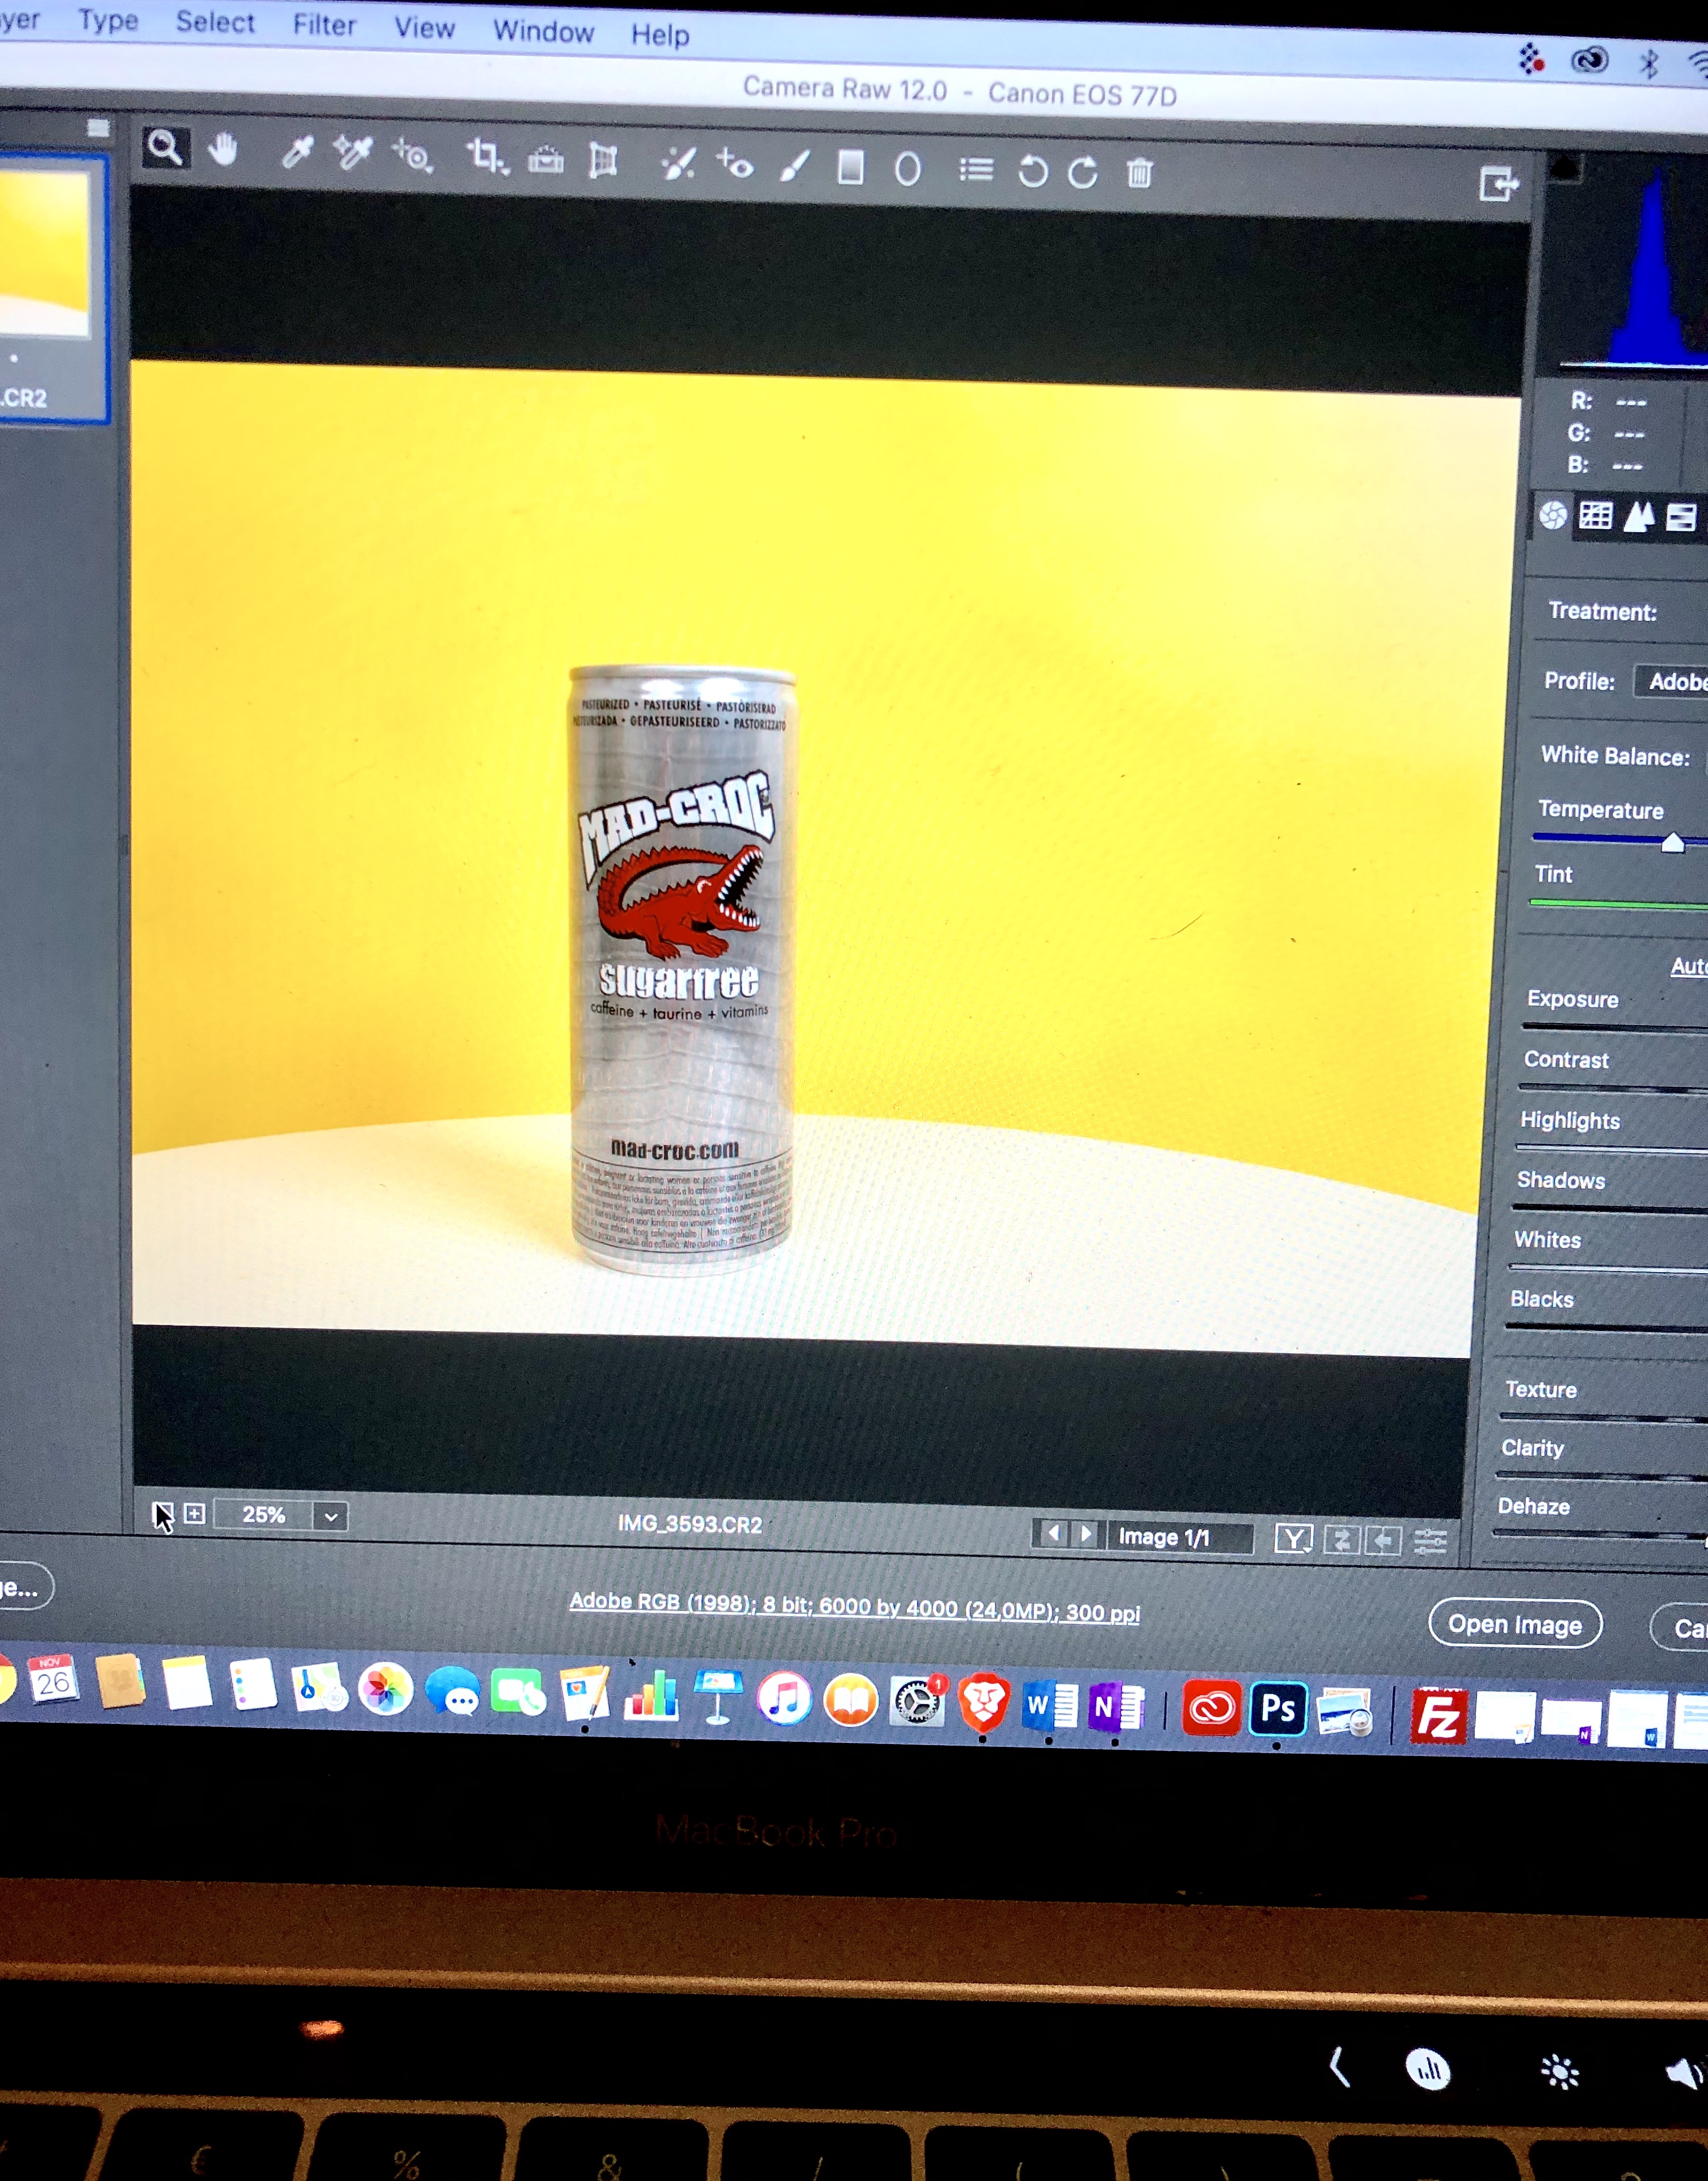 Type Select Filter View Window Help
Camera Raw 12.0 - Canon EOS 77D
.CR2
R: ---
G: ---
B: ---
Treatment:
Profile: Adobe
White Balance:
Temperature
Tint
Auto
Exposure
Contrast
Highlights
Shadows
Whites
Blacks
Texture
Clarity
Dehaze
PASTEURIZED • PASTEURISÉ • PASTÖRISERAD
• GEPASTEURISEERD • PASTORIZZATO
MAD-CROC
sugarfree
caffeine + taurine + vitamins
mad-croc.com
25%
IMG_3593.CR2
Image 1/1
Y
Adobe RGB (1998); 8 bit; 6000 by 4000 (24,0MP); 300 ppi
Open Image
NOV
26
1
W
N
Ps
Fz
MacBook Pro
€ % & / ( )